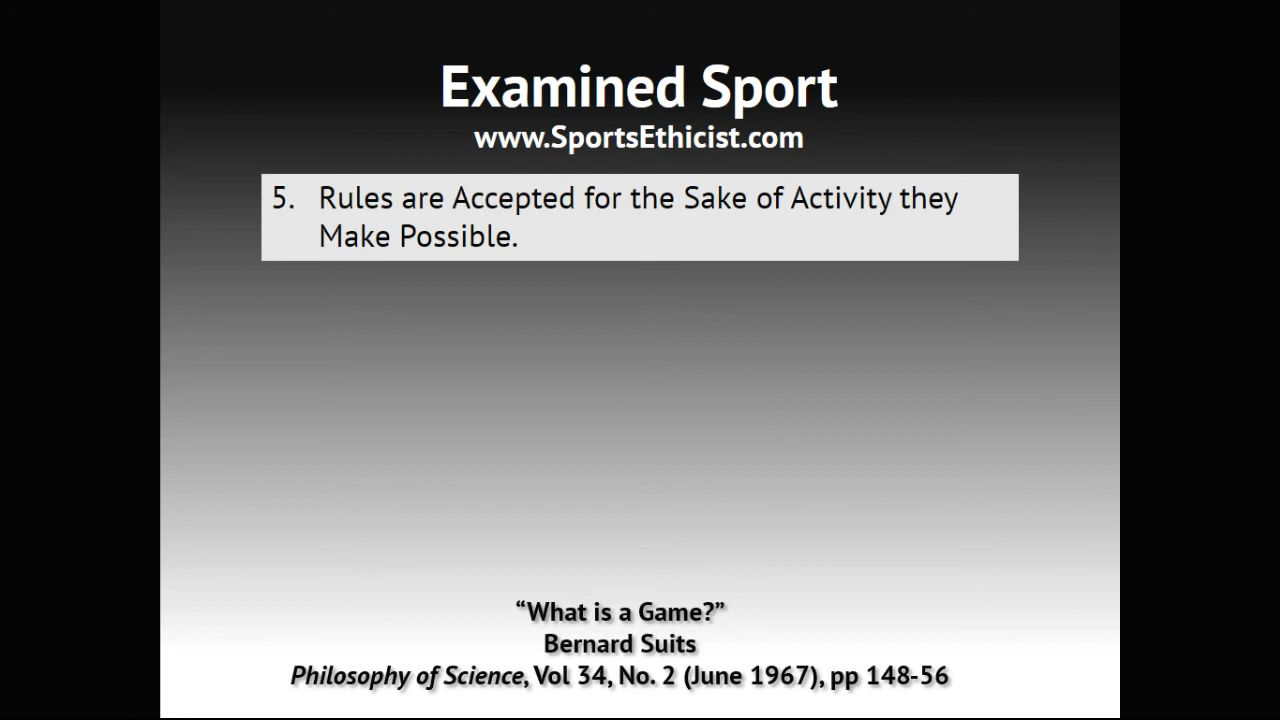 Examined Sport
www.SportsEthicist.com
5. Rules are Accepted for the Sake of Activity they
Make Possible.
“What is a Game?”
Bernard Suits
Philosophy of Science, Vol 34, No. 2 (June 1967), pp 148-56